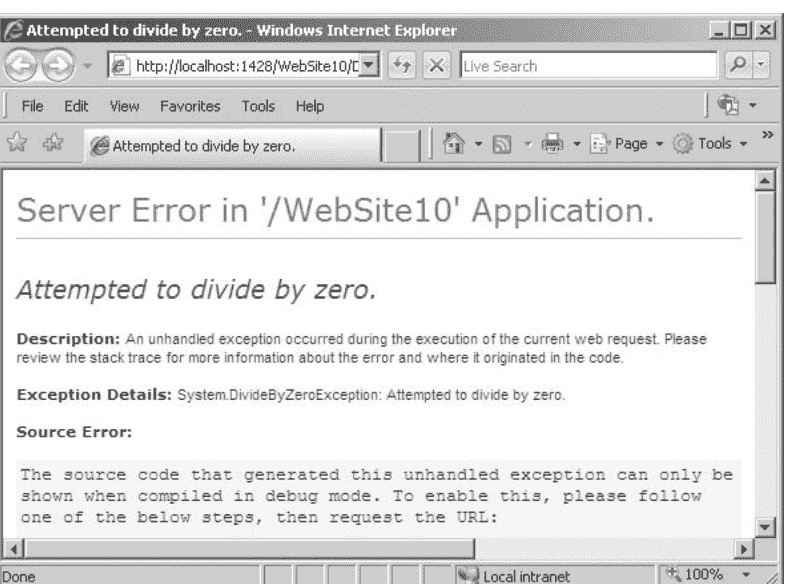 Attempted to divide by zero. - Windows Internet Explorer
http://localhost:1428/WebSite10/D
Live Search
File Edit View Favorites Tools Help
Attempted to divide by zero.
Page Tools »
Server Error in '/WebSite10' Application.
Attempted to divide by zero.
Description: An unhandled exception occurred during the execution of the current web request. Please
review the stack trace for more information about the error and where it originated in the code.
Exception Details: System.DivideByZeroException: Attempted to divide by zero.
Source Error:
The source code that generated this unhandled exception can only be
shown when compiled in debug mode. To enable this, please follow
one of the below steps, then request the URL:
Done Local intranet 100%